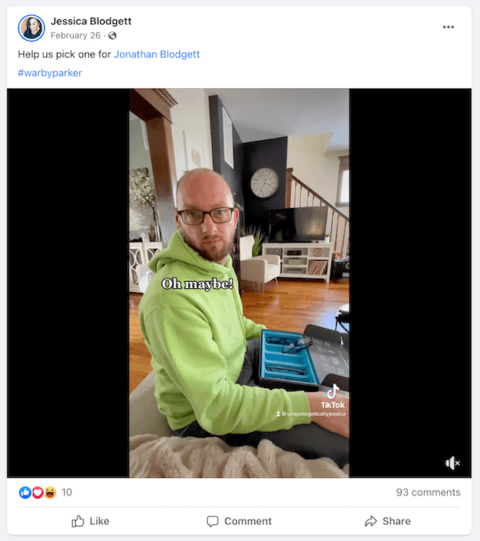 Jessica Blodgett
February 26 ·
Help us pick one for Jonathan Blodgett
#warbyparker
Oh maybe!
TikTok
@unapologeticallyjessica
10
93 comments
Like
Comment
Share